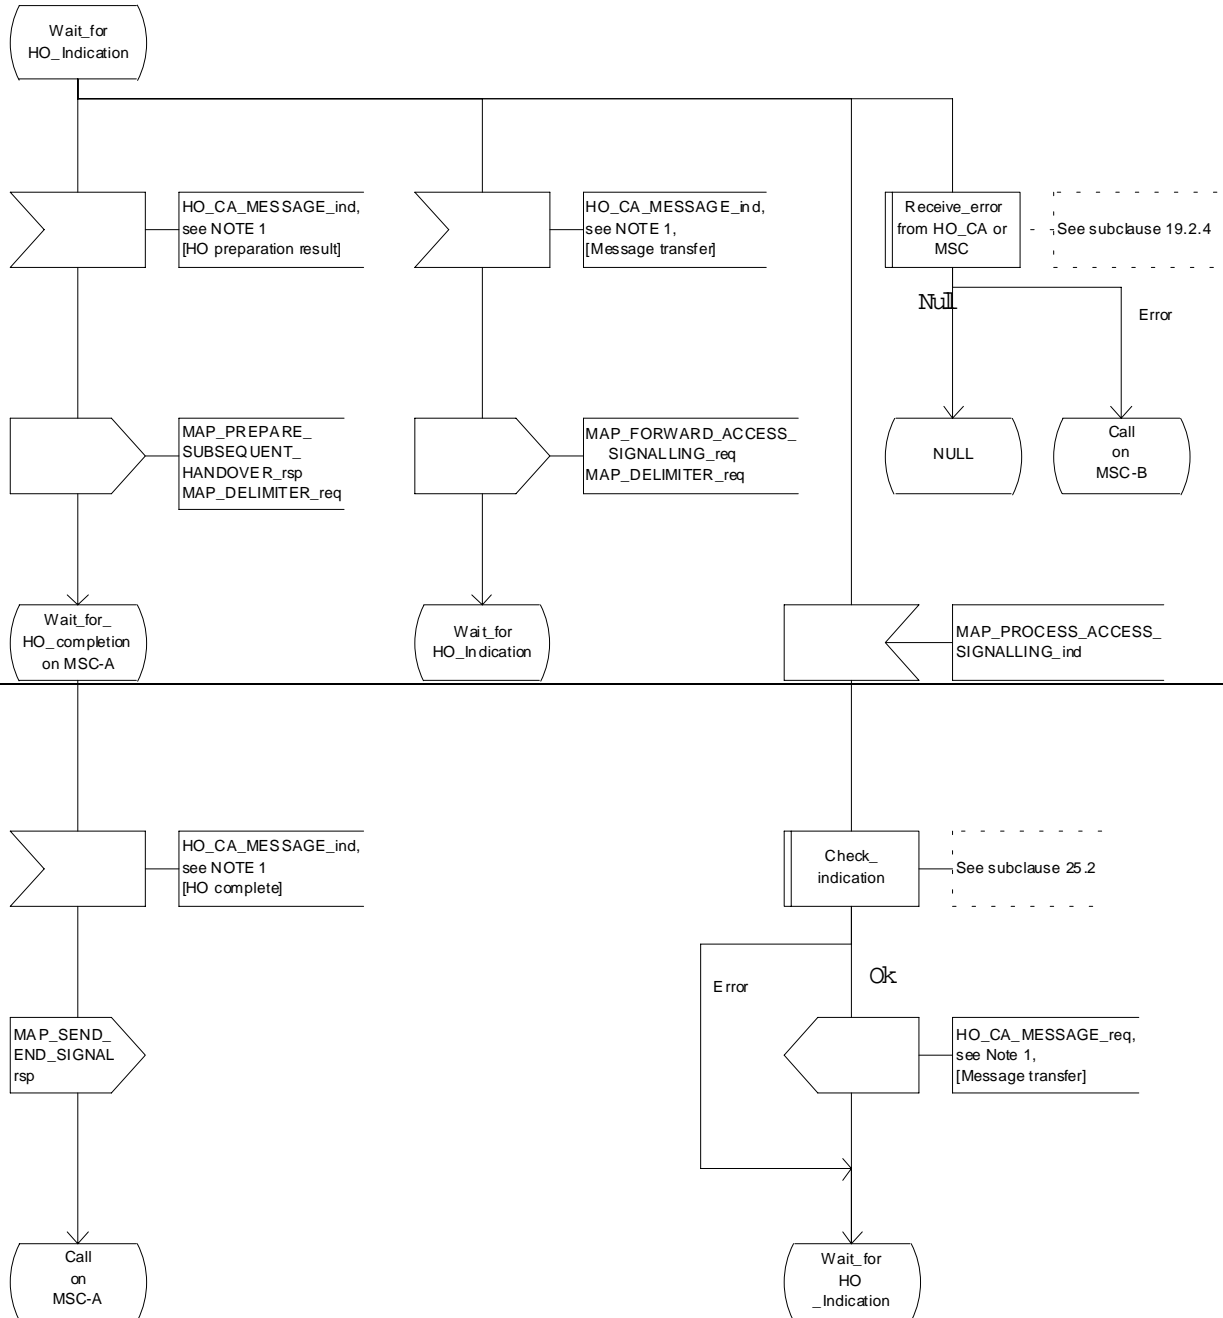 Wait_for
HO_Indication
HO_CA_MESSAGE_ind,
see NOTE 1
[HO preparation result]
HO_CA_MESSAGE_ind,
see NOTE 1,
[Message transfer]
Receive_error
from HO_CA or
MSC
See subclause 19.2.4
Null
Error
MAP_PREPARE_
SUBSEQUENT_
HANDOVER_rsp
MAP_DELIMITER_req
MAP_FORWARD_ACCESS_
SIGNALLING_req
MAP_DELIMITER_req
NULL
Call
on
MSC-B
Wait_for_
HO_completion
on MSC-A
Wait_for
HO_Indication
MAP_PROCESS_ACCESS_
SIGNALLING_ind
HO_CA_MESSAGE_ind,
see NOTE 1
[HO complete]
Check_
indication
See subclause 25.2
Error
Ok
MAP_SEND_
END_SIGNAL
rsp
HO_CA_MESSAGE_req,
see Note 1,
[Message transfer]
Call
on
MSC-A
Wait_for
HO
_Indication